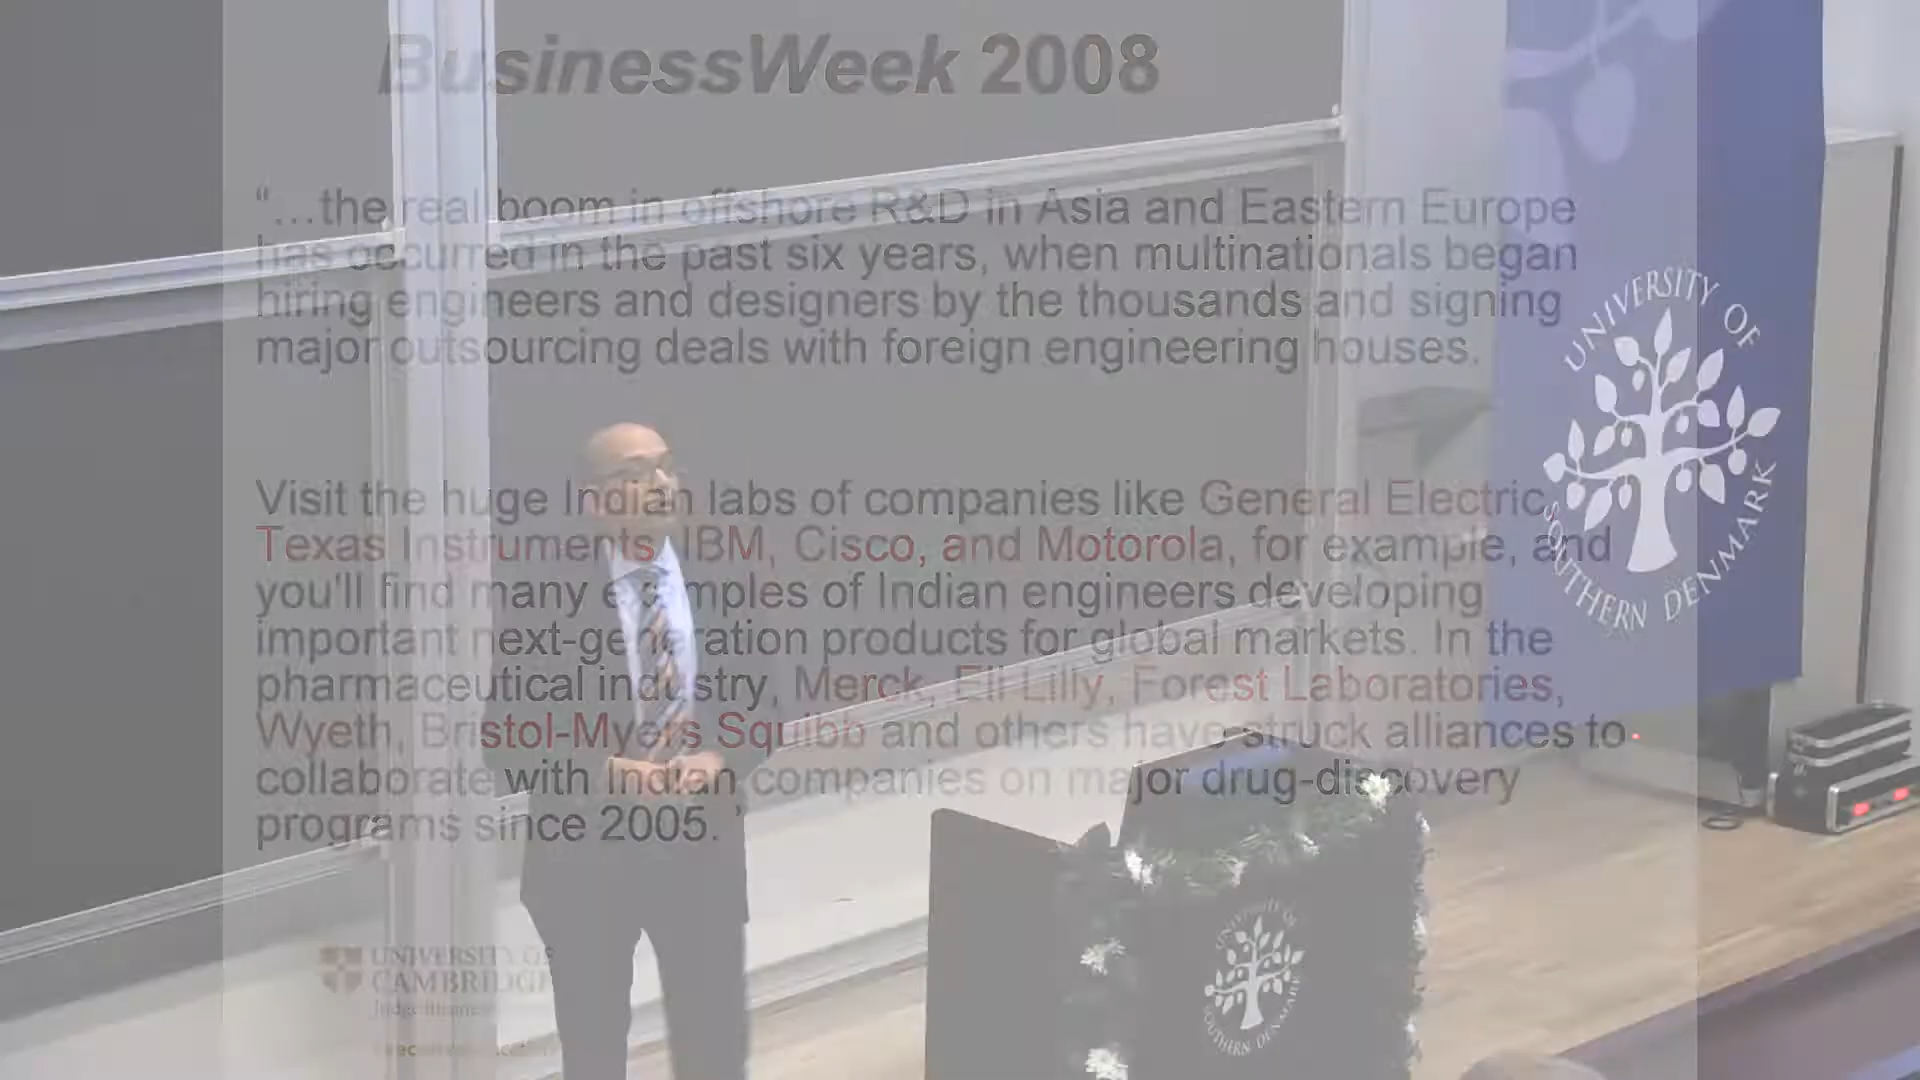 BusinessWeek 2008
“…the real boom in offshore R&D in Asia and Eastern Europe
has occurred in the past six years, when multinationals began
hiring engineers and designers by the thousands and signing
major outsourcing deals with foreign engineering houses.
Visit the huge Indian labs of companies like General Electric,
Texas Instruments, IBM, Cisco, and Motorola, for example, and
you'll find many examples of Indian engineers developing
important next-generation products for global markets. In the
pharmaceutical industry, Merck, Eli Lilly, Forest Laboratories,
Wyeth, Bristol-Myers Squibb and others have struck alliances to
collaborate with Indian companies on major drug-discovery
programs since 2005. ’
UNIVERSITY OF
CAMBRIDGE
UNIVERSITY OF
SOUTHERN DENMARK
UNIVERSITY OF
SOUTHERN DENMARK